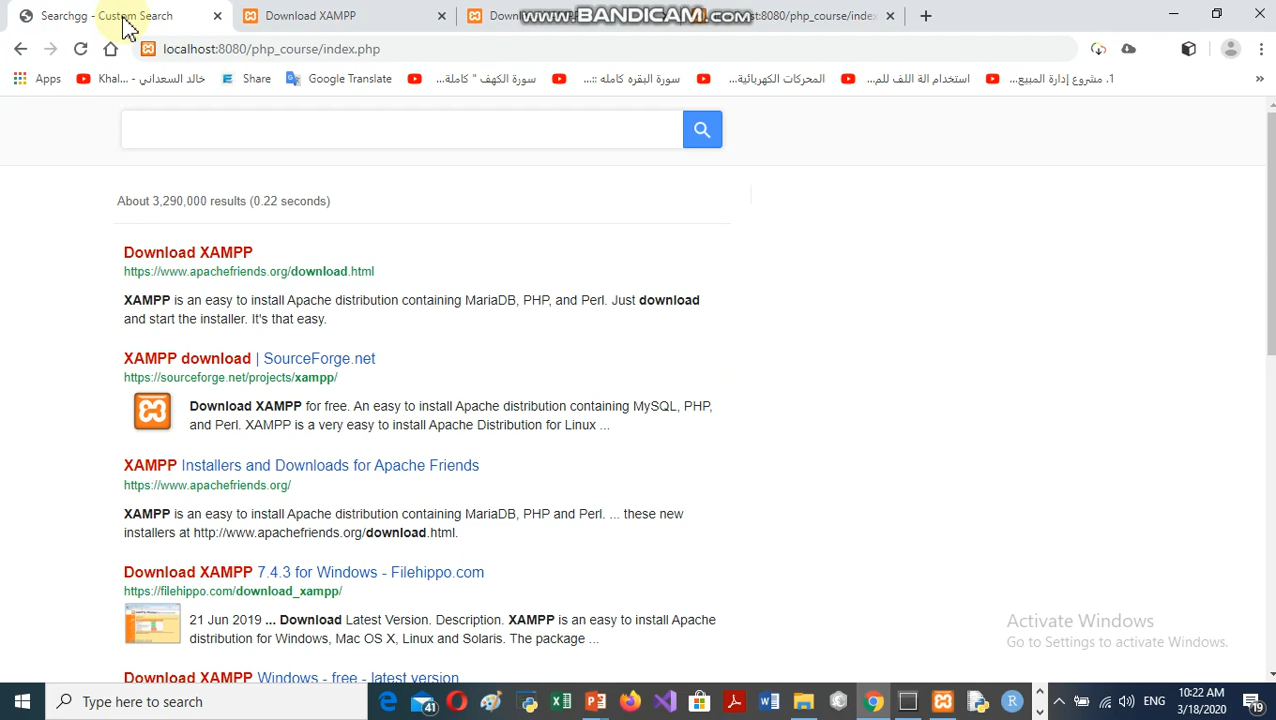 Searchgg - Custom Search
Download XAMPP
www.BANDICAM.com
:8080/php_course/index
localhost:8080/php_course/index.php
Apps
Khal... - خالد السعداني
Share
Google Translate
سورة الكهف " كاملة...
سورة البقره كامله ::...
المحركات الكهربائية...
استخدام الة اللف للم...
1. مشروع إدارة المبيع...
»
About 3,290,000 results (0.22 seconds)
Download XAMPP
https://www.apachefriends.org/download.html
XAMPP is an easy to install Apache distribution containing MariaDB, PHP, and Perl. Just download
and start the installer. It's that easy.
XAMPP download | SourceForge.net
https://sourceforge.net/projects/xampp/
Download XAMPP for free. An easy to install Apache distribution containing MySQL, PHP,
and Perl. XAMPP is a very easy to install Apache Distribution for Linux ...
XAMPP Installers and Downloads for Apache Friends
https://www.apachefriends.org/
XAMPP is an easy to install Apache distribution containing MariaDB, PHP and Perl. ... these new
installers at http://www.apachefriends.org/download.html.
Download XAMPP 7.4.3 for Windows - Filehippo.com
https://filehippo.com/download_xampp/
21 Jun 2019 ... Download Latest Version. Description. XAMPP is an easy to install Apache
distribution for Windows, Mac OS X, Linux and Solaris. The package ...
Download XAMPP Windows - free - latest version
Activate Windows
Go to Settings to activate Windows.
Type here to search
41
ENG
10:22 AM
3/18/2020
19